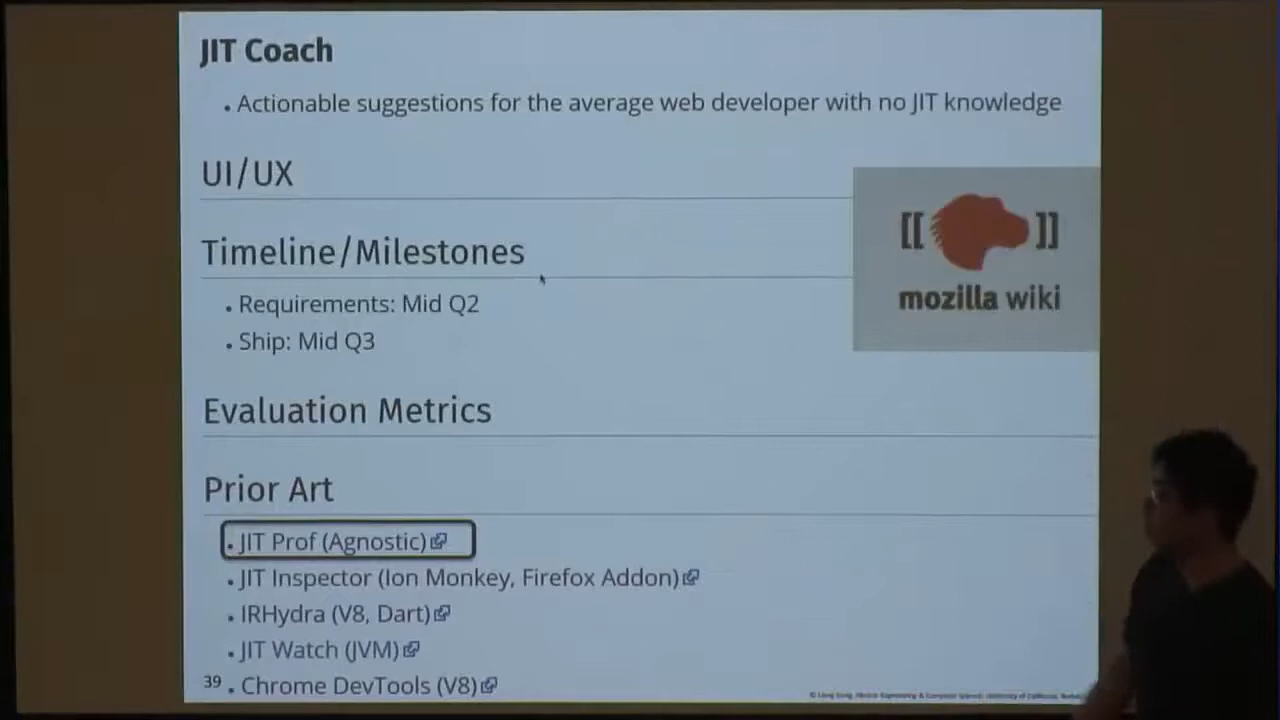 JIT Coach
• Actionable suggestions for the average web developer with no JIT knowledge
UI/UX
Timeline/Milestones
• Requirements: Mid Q2
• Ship: Mid Q3
[[ ]]
mozilla wiki
Evaluation Metrics
Prior Art
• JIT Prof (Agnostic)
• JIT Inspector (Ion Monkey, Firefox Addon)
• IRHydra (V8, Dart)
• JIT Watch (JVM)
39 • Chrome DevTools (V8)